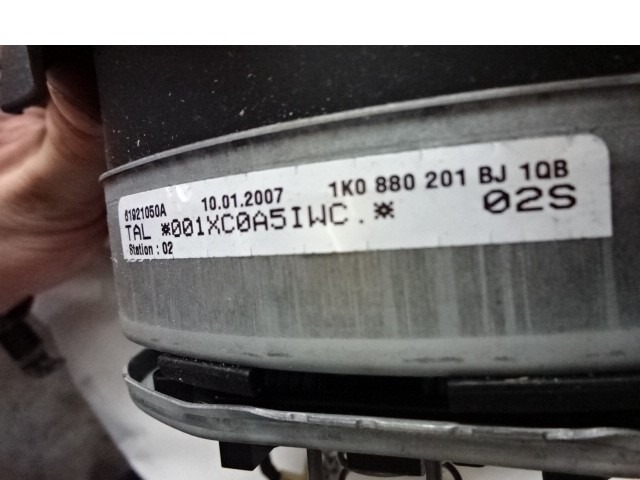 61921050A 10.01.2007 1K0 880 201 BJ 1QB
TAL *001XC0A5IWC.* 02S
Station : 02